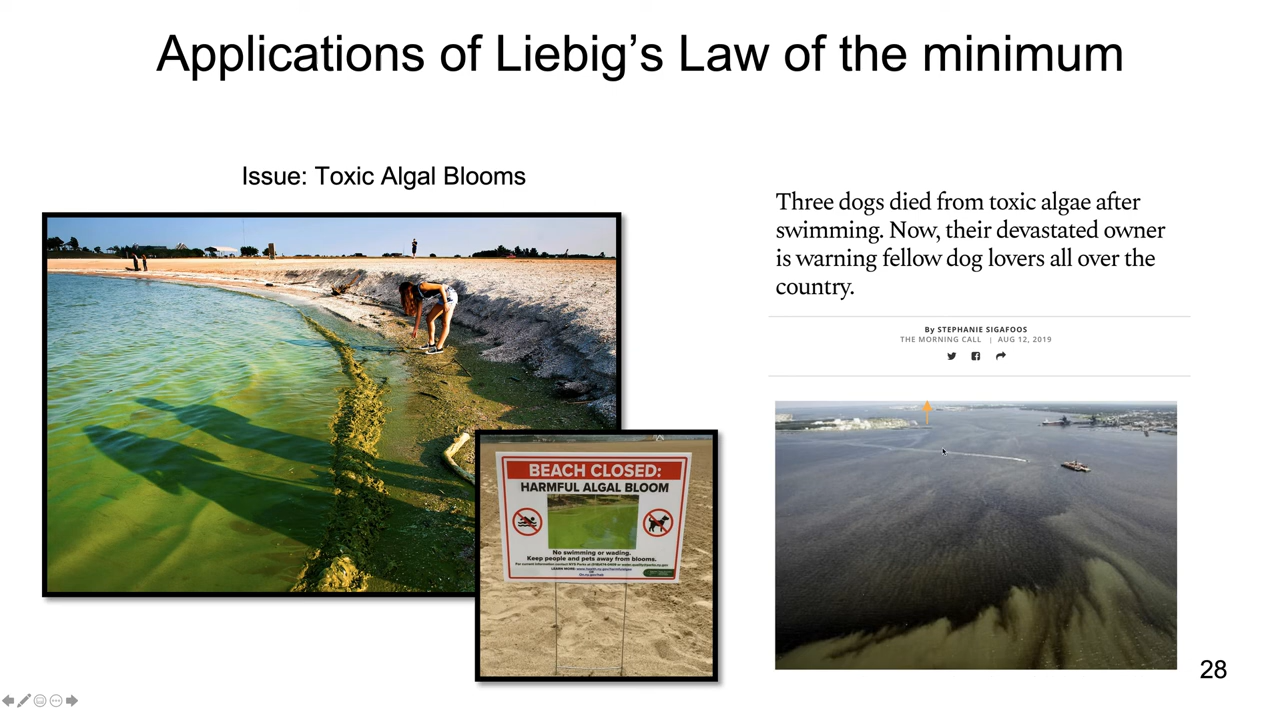 Applications of Liebig's Law of the minimum
Issue: Toxic Algal Blooms
Three dogs died from toxic algae after
swimming. Now, their devastated owner
is warning fellow dog lovers all over the
country.
By STEPHANIE SIGAFOOS
THE MORNING CALL | AUG 12, 2019
BEACH CLOSED:
HARMFUL ALGAL BLOOM
No swimming or wading.
Keep people and pets away from blooms.
LEARN MORE:
28